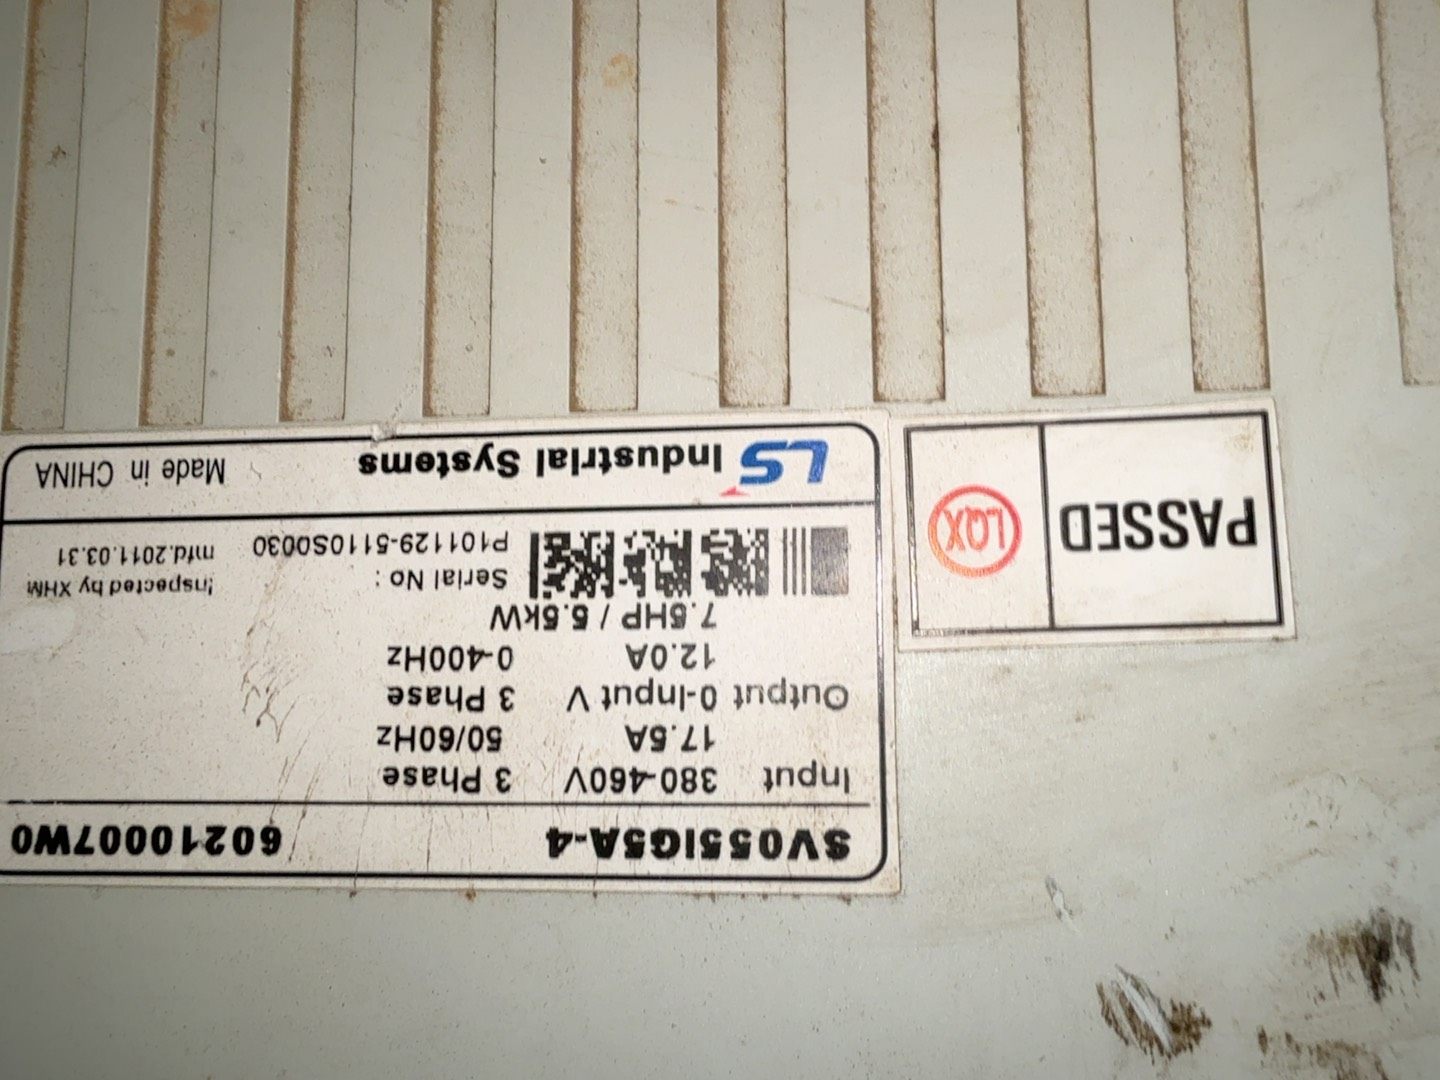 SV055IG5A-4 60210007W0
Input 380-460V 3 Phase
17.5A 50/60Hz
Output 0-Input V 3 Phase
12.0A 0-400Hz
7.5HP / 5.5kW
Serial No :
P101129-5110S0030
Inspected by XHM
mfd.2011.03.31
LS Industrial Systems Made in CHINA
PASSED
LQX